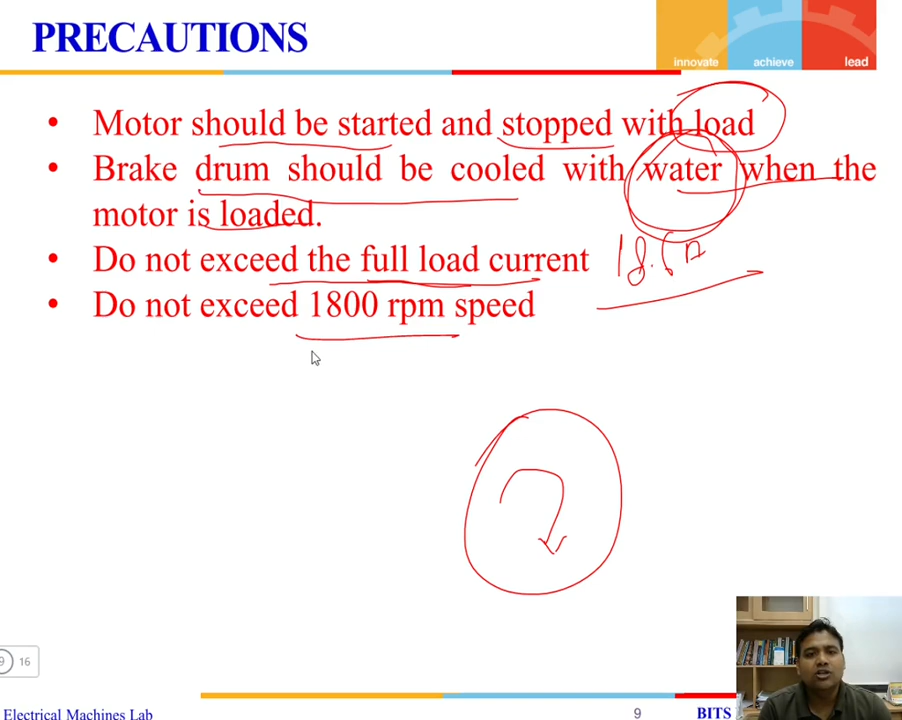 PRECAUTIONS
innovate achieve lead
• Motor should be started and stopped with load
• Brake drum should be cooled with water when the
motor is loaded.
• Do not exceed the full load current
• Do not exceed 1800 rpm speed
9 16
Electrical Machines Lab
9
BITS